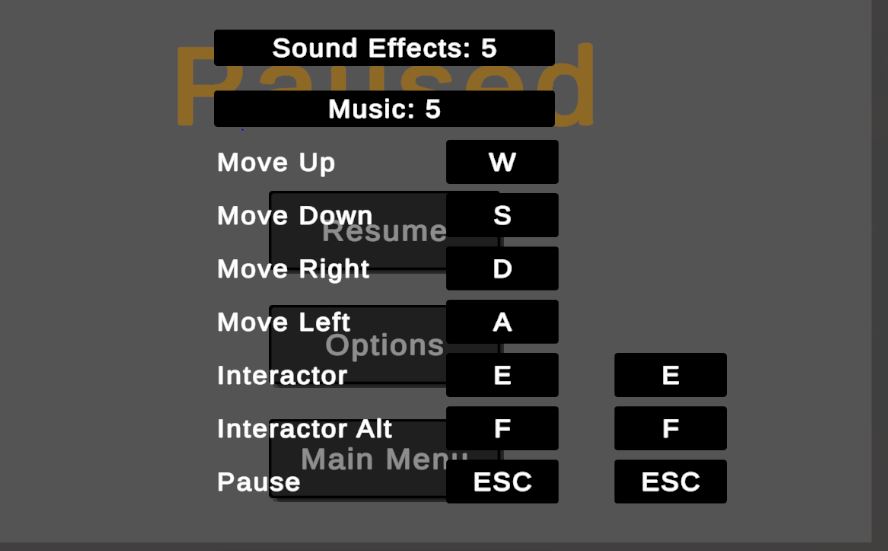 Paused
Sound Effects: 5
Music: 5
Move Up W
Move Down S
Resume
Move Right D
Move Left A
Options
Interactor E E
Interactor Alt F F
Main Menu
Pause ESC ESC